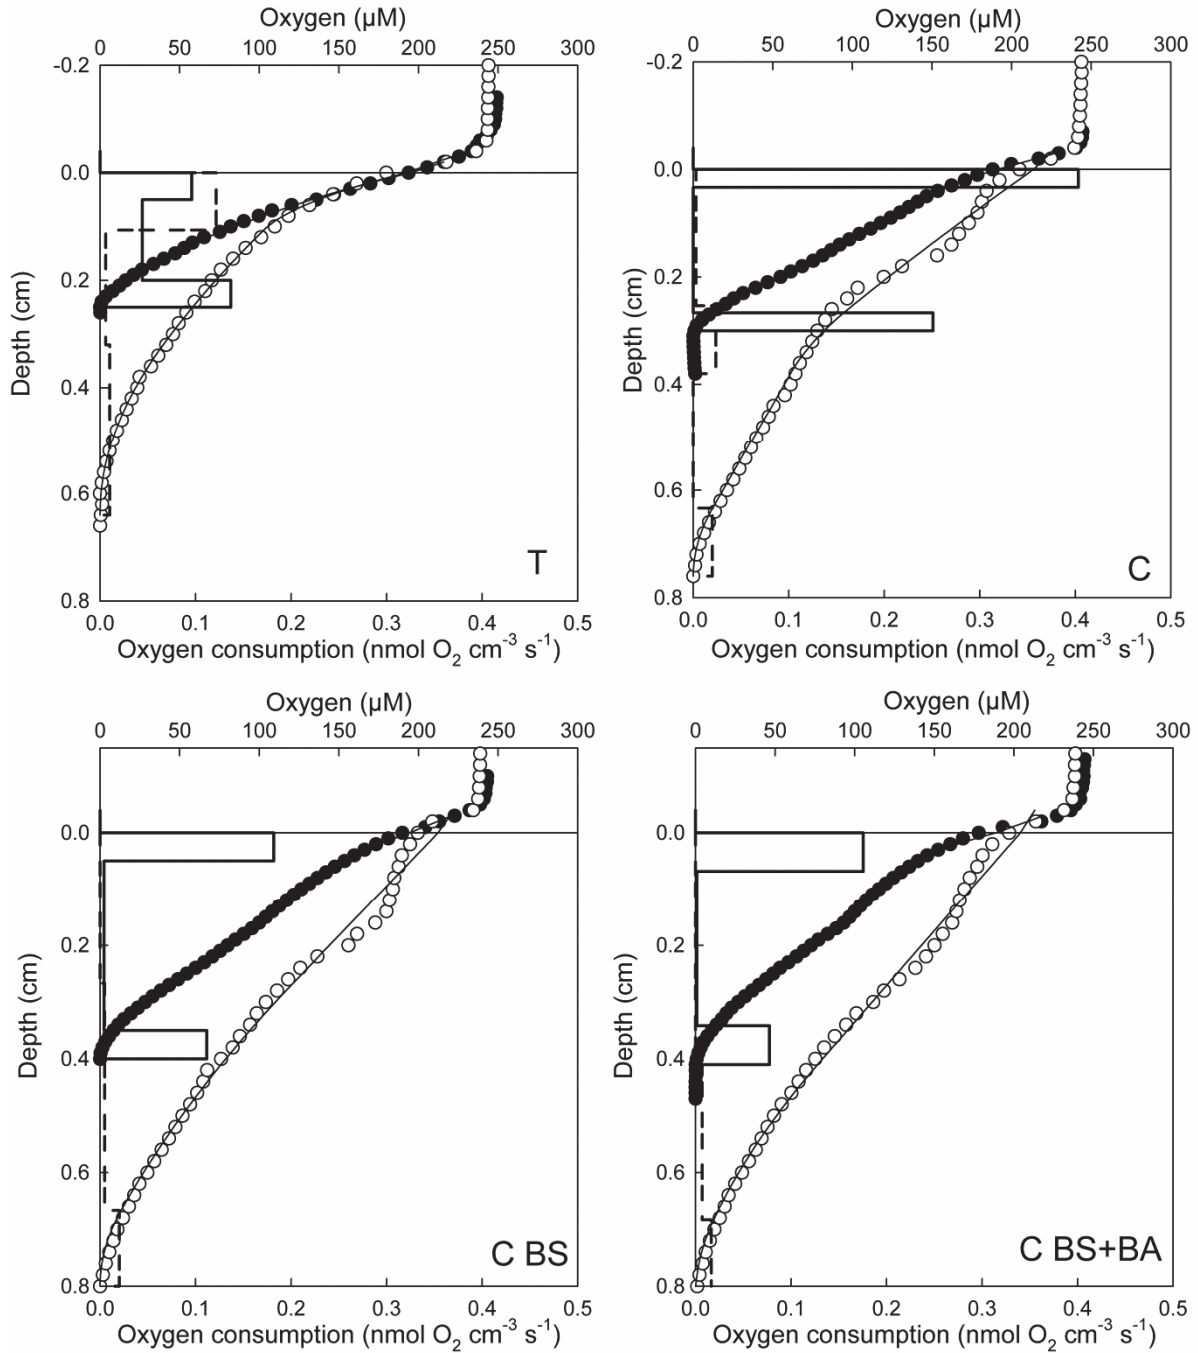 Oxygen (µM)
0 50 100 150 200 250 300
-0.2
0.0
0.2
0.4
0.6
0.8
Depth (cm)
T
0.0 0.1 0.2 0.3 0.4 0.5
Oxygen consumption (nmol O₂ cm⁻³ s⁻¹)
Oxygen (µM)
0 50 100 150 200 250 300
-0.2
0.0
0.2
0.4
0.6
0.8
Depth (cm)
C
0.0 0.1 0.2 0.3 0.4 0.5
Oxygen consumption (nmol O₂ cm⁻³ s⁻¹)
Oxygen (µM)
0 50 100 150 200 250 300
0.0
0.2
0.4
0.6
0.8
Depth (cm)
C BS
0.0 0.1 0.2 0.3 0.4 0.5
Oxygen consumption (nmol O₂ cm⁻³ s⁻¹)
Oxygen (µM)
0 50 100 150 200 250 300
0.0
0.2
0.4
0.6
0.8
Depth (cm)
C BS+BA
0.0 0.1 0.2 0.3 0.4 0.5
Oxygen consumption (nmol O₂ cm⁻³ s⁻¹)